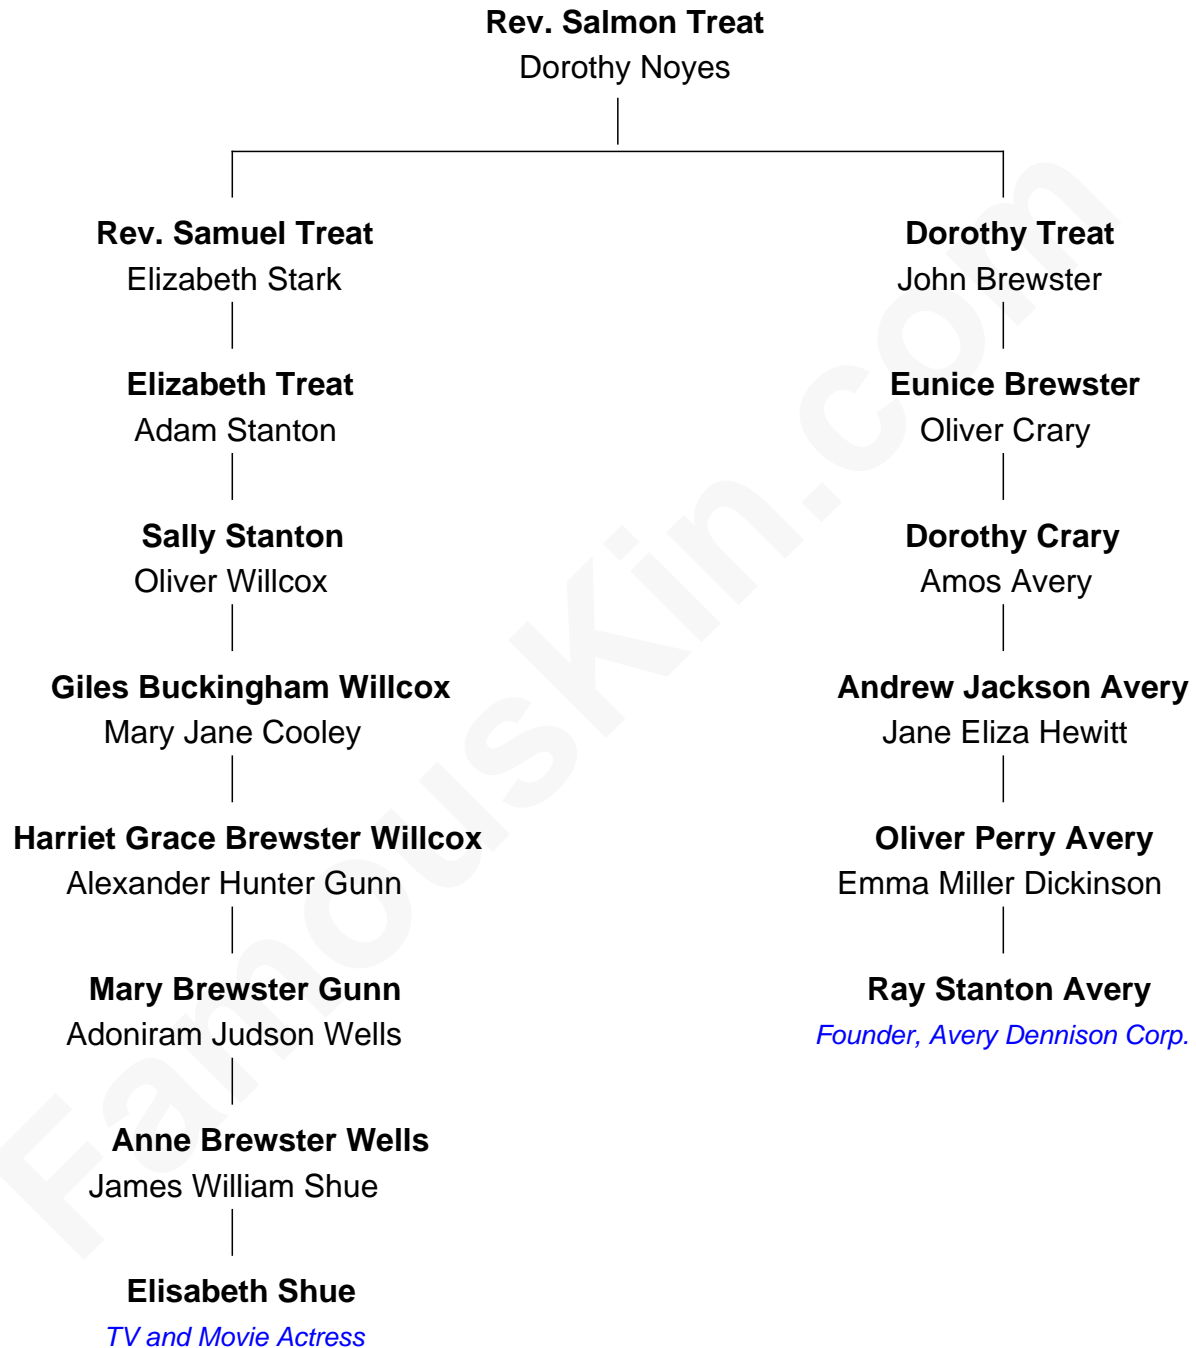 Rev. Salmon Treat
Dorothy Noyes
Rev. Samuel Treat
Elizabeth Stark
Dorothy Treat
John Brewster
Elizabeth Treat
Adam Stanton
Eunice Brewster
Oliver Crary
Sally Stanton
Oliver Willcox
Dorothy Crary
Amos Avery
Giles Buckingham Willcox
Mary Jane Cooley
Andrew Jackson Avery
Jane Eliza Hewitt
Harriet Grace Brewster Willcox
Alexander Hunter Gunn
Oliver Perry Avery
Emma Miller Dickinson
Mary Brewster Gunn
Adoniram Judson Wells
Ray Stanton Avery
Founder, Avery Dennison Corp.
Anne Brewster Wells
James William Shue
Elisabeth Shue
TV and Movie Actress
FamousKin.com